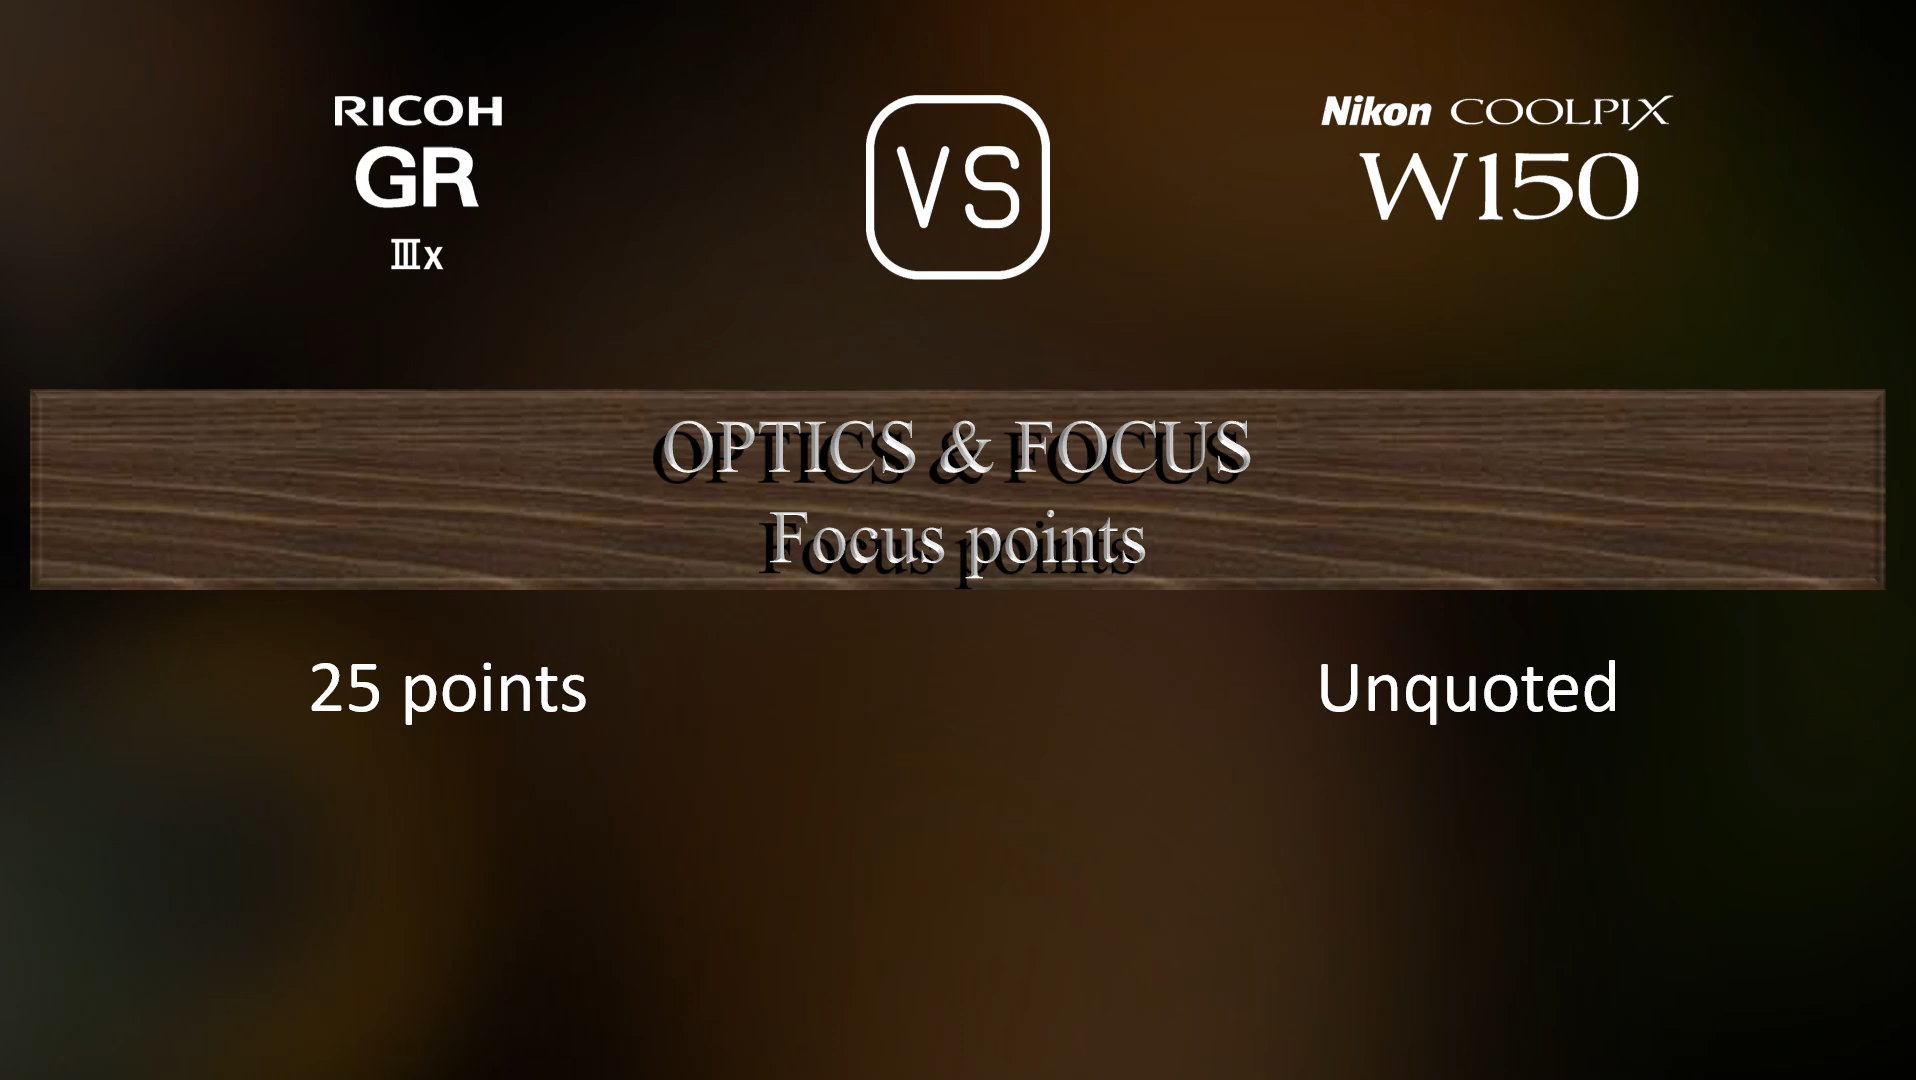 RICOH
GR
IIIx
VS
Nikon COOLPIX
W150
OPTICS & FOCUS
Focus points
25 points
Unquoted